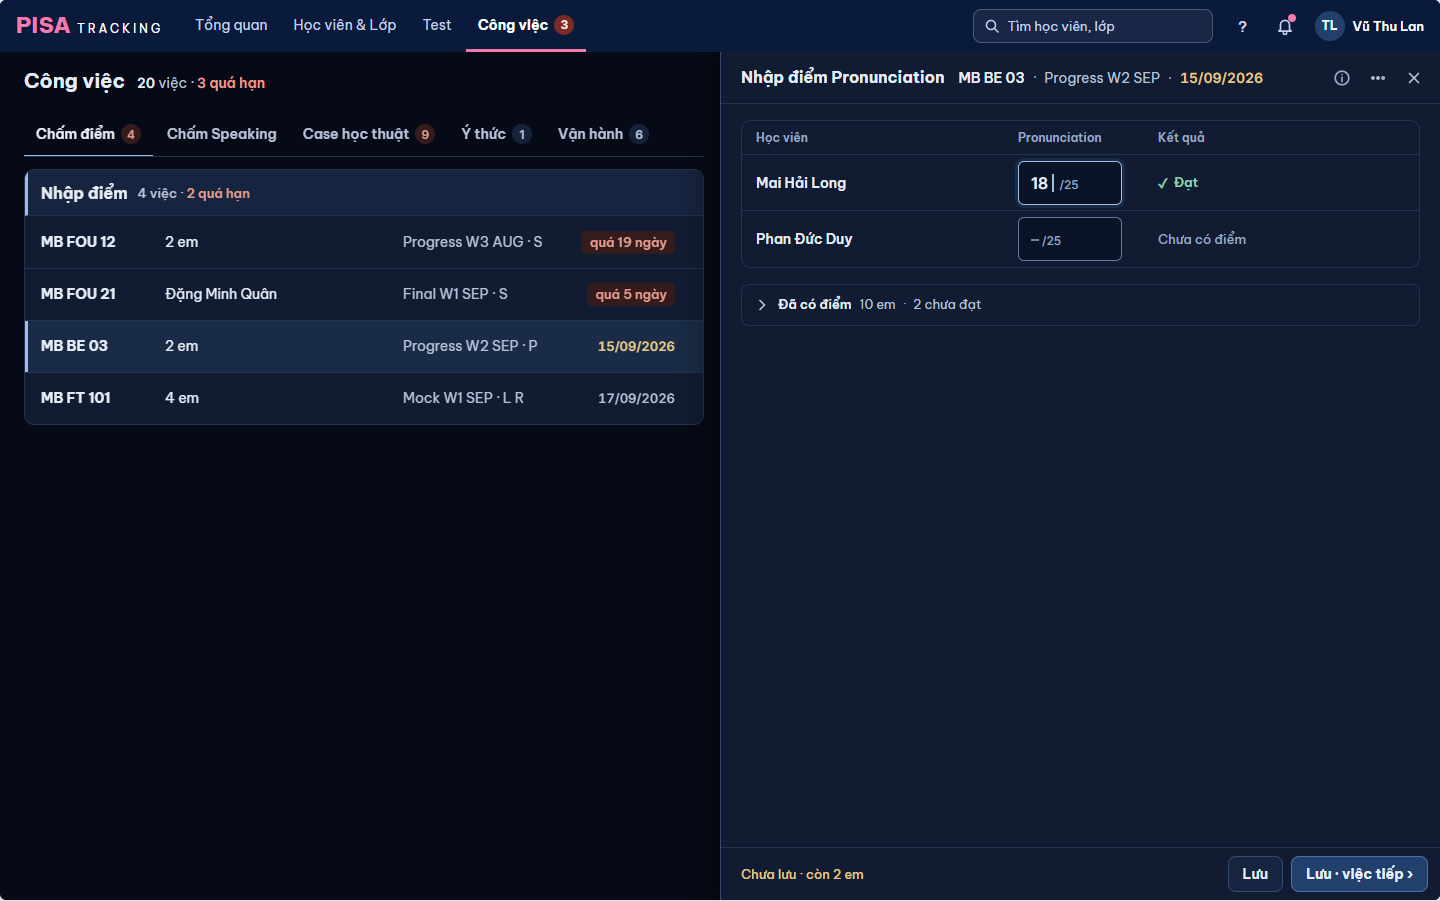 PISA TRACKING Tổng quan Học viên & Lớp Test Công việc 3 Tìm học viên, lớp ? TL Vũ Thu Lan
Công việc 20 việc · 3 quá hạn
Chấm điểm 4 Chấm Speaking Case học thuật 9 Ý thức 1 Vận hành 6
Nhập điểm 4 việc · 2 quá hạn
MB FOU 12 2 em Progress W3 AUG · S quá 19 ngày
MB FOU 21 Đặng Minh Quân Final W1 SEP · S quá 5 ngày
MB BE 03 2 em Progress W2 SEP · P 15/09/2026
MB FT 101 4 em Mock W1 SEP · L R 17/09/2026
Nhập điểm Pronunciation MB BE 03 · Progress W2 SEP · 15/09/2026
Học viên Pronunciation Kết quả
Mai Hải Long 18 /25 ✓ Đạt
Phan Đức Duy – /25 Chưa có điểm
Đã có điểm 10 em · 2 chưa đạt
Chưa lưu · còn 2 em Lưu Lưu · việc tiếp ›